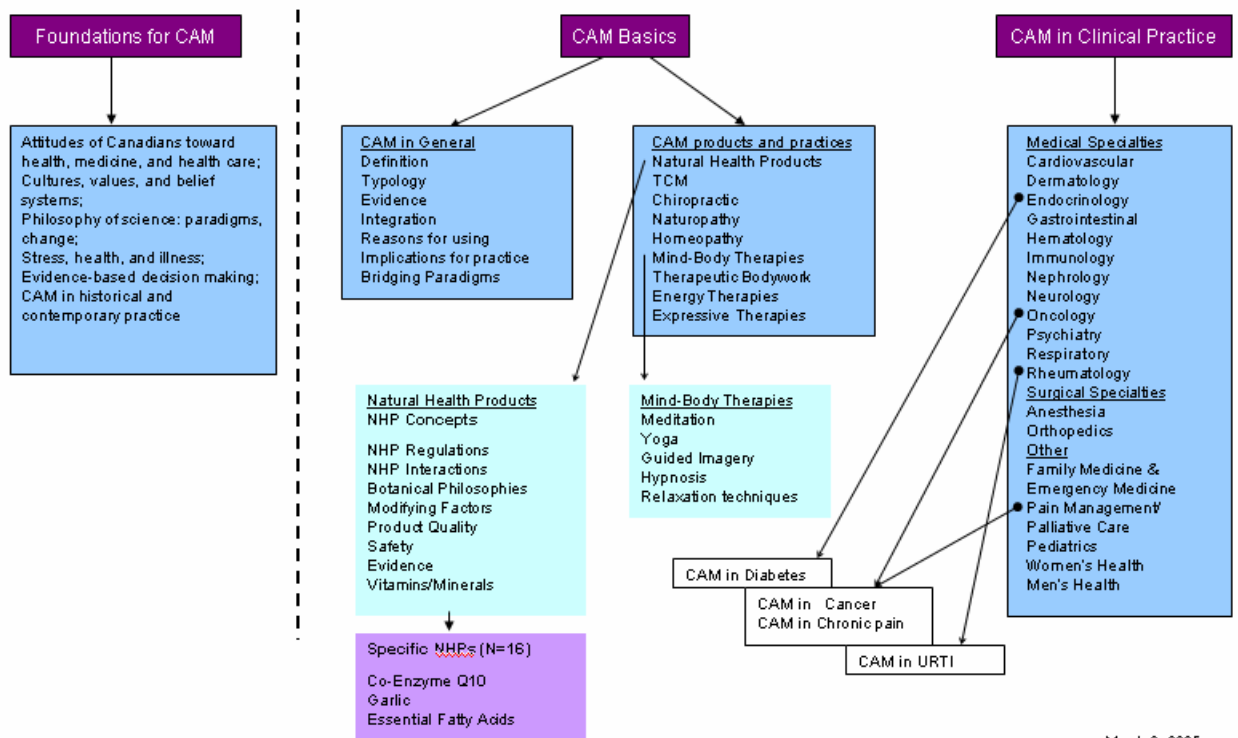 Foundations for CAM
Attitudes of Canadians toward
health, medicine, and health care;
Cultures, values, and belief
systems;
Philosophy of science: paradigms,
change;
Stress, health, and illness;
Evidence-based decision making;
CAM in historical and
contemporary practice
CAM Basics
CAM in General
Definition
Typology
Evidence
Integration
Reasons for using
Implications for practice
Bridging Paradigms
CAM products and practices
Natural Health Products
TCM
Chiropractic
Naturopathy
Homeopathy
Mind-Body Therapies
Therapeutic Bodywork
Energy Therapies
Expressive Therapies
Natural Health Products
NHP Concepts
NHP Regulations
NHP Interactions
Botanical Philosophies
Modifying Factors
Product Quality
Safety
Evidence
Vitamins/Minerals
Mind-Body Therapies
Meditation
Yoga
Guided Imagery
Hypnosis
Relaxation techniques
Specific NHPs (N=16)
Co-Enzyme Q10
Garlic
Essential Fatty Acids
CAM in Clinical Practice
Medical Specialties
Cardiovascular
Dermatology
Endocrinology
Gastrointestinal
Hematology
Immunology
Nephrology
Neurology
Oncology
Psychiatry
Respiratory
Rheumatology
Surgical Specialties
Anesthesia
Orthopedics
Other
Family Medicine &
Emergency Medicine
Pain Management/
Palliative Care
Pediatrics
Women's Health
Men's Health
CAM in Diabetes
CAM in Cancer
CAM in Chronic pain
CAM in URTI